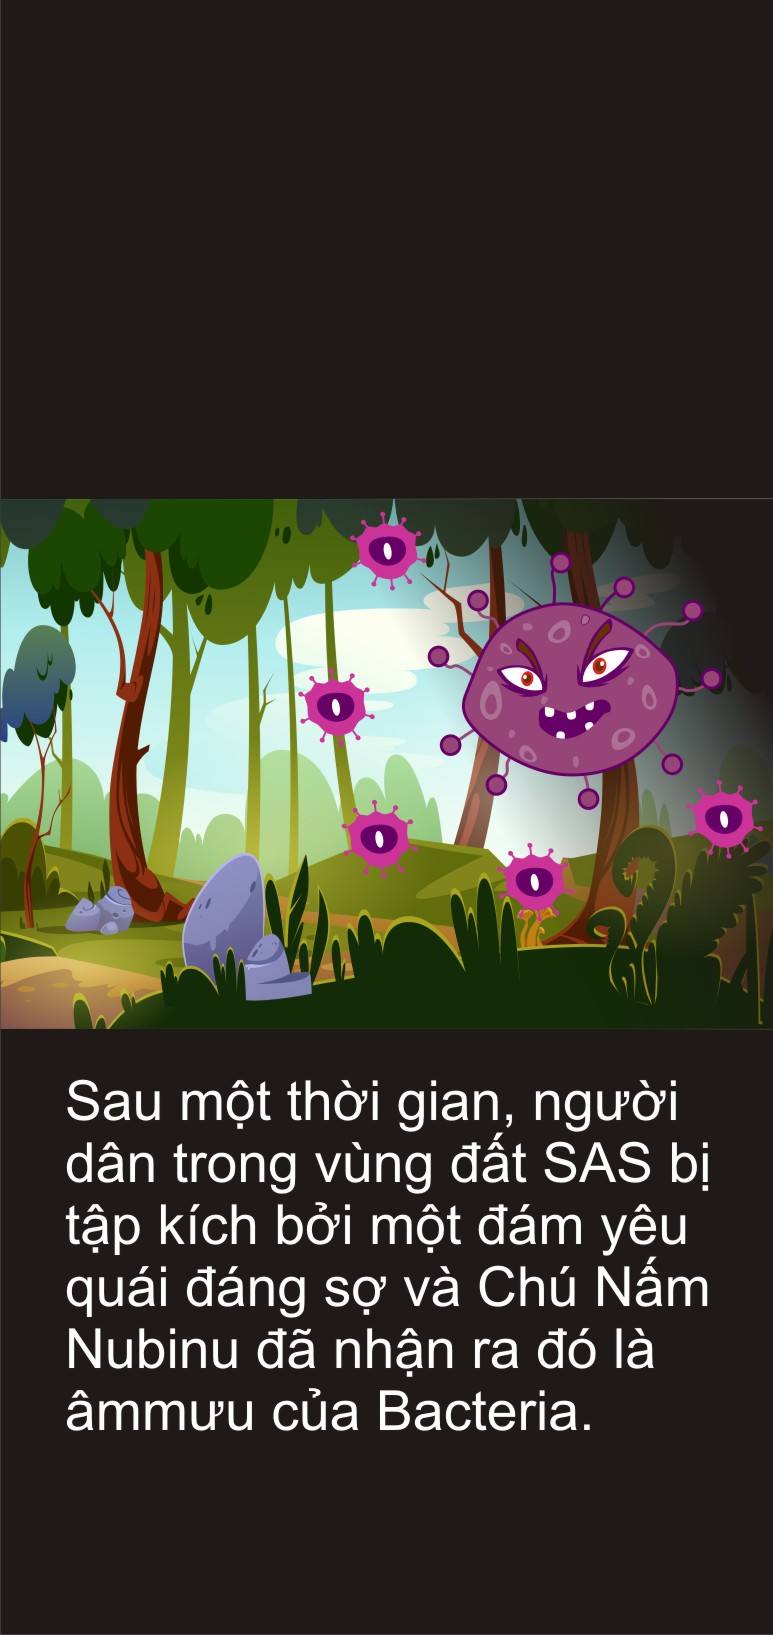 Sau một thời gian, người
dân trong vùng đất SAS bị
tập kích bởi một đám yêu
quái đáng sợ và Chú Nấm
Nubinu đã nhận ra đó là
âmmưu của Bacteria.